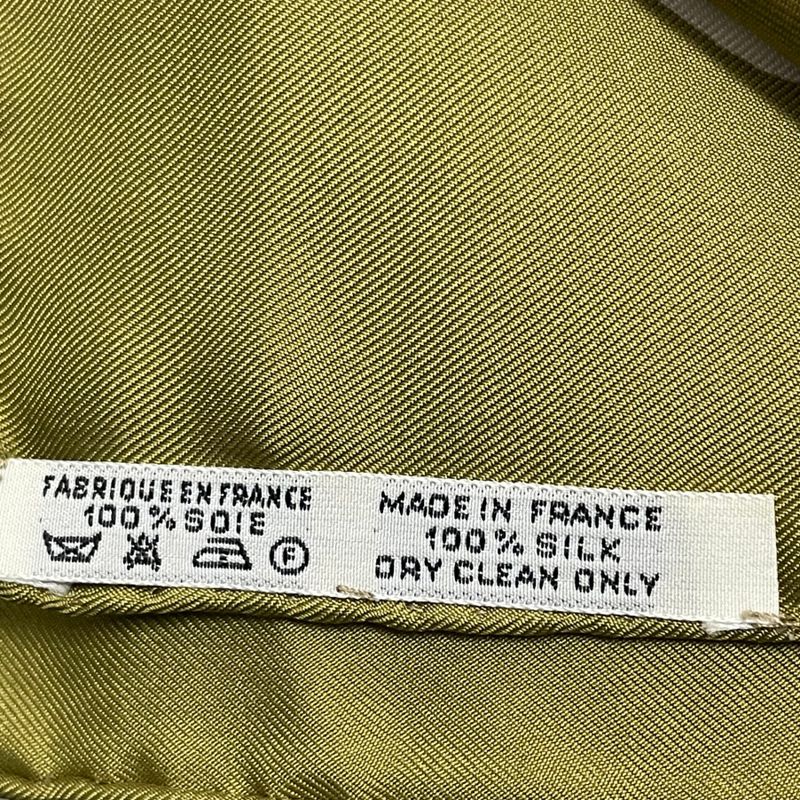 FABRIQUE EN FRANCE
100% SOIE
F
MADE IN FRANCE
100% SILK
DRY CLEAN ONLY